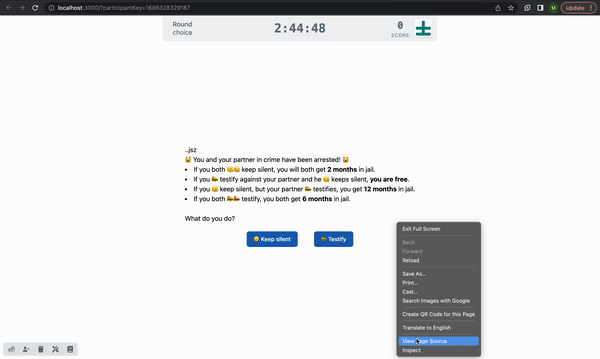 localhost:3000/?participantKey=1686328329187
M
Update
Round
choice
2:44:48
0
SCORE
..jsz
🙀 You and your partner in crime have been arrested! 🙀
• If you both 🤐🤐 keep silent, you will both get 2 months in jail.
• If you testify against your partner and he keeps silent, you are free.
• If you keep silent, but your partner testifies, you get 12 months in jail.
• If you both testify, you both get 6 months in jail.
What do you do?
Keep silent
Testify
Exit Full Screen
Back
Forward
Reload
Save As...
Print...
Cast...
Search Images with Google
Create QR Code for this Page
Translate to English
View Page Source
Inspect